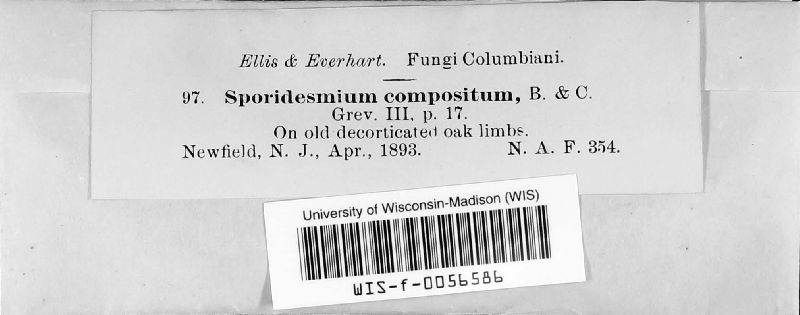 Ellis & Everhart. Fungi Columbiani.
97. Sporidesmium compositum, B. & C.
Grev. III, p. 17.
On old decorticated oak limbs.
Newfield, N. J., Apr., 1893. N. A. F. 354.
University of Wisconsin-Madison (WIS)
WIS-f-0056586